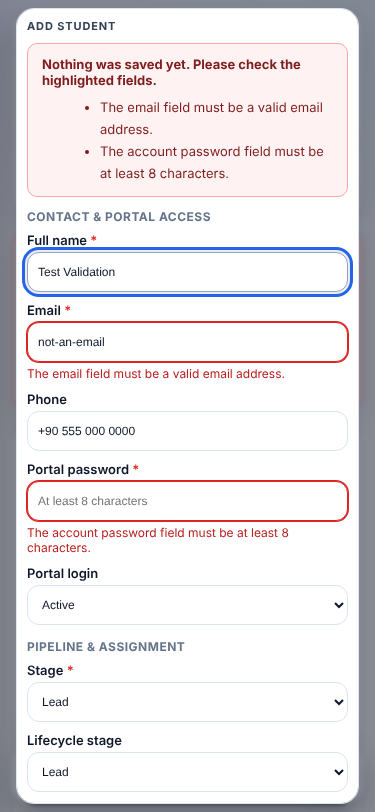 ADD STUDENT
Nothing was saved yet. Please check the
highlighted fields.
• The email field must be a valid email
address.
• The account password field must be
at least 8 characters.
CONTACT & PORTAL ACCESS
Full name *
Test Validation
Email *
not-an-email
The email field must be a valid email address.
Phone
+90 555 000 0000
Portal password *
At least 8 characters
The account password field must be at least 8
characters.
Portal login
Active
PIPELINE & ASSIGNMENT
Stage *
Lead
Lifecycle stage
Lead